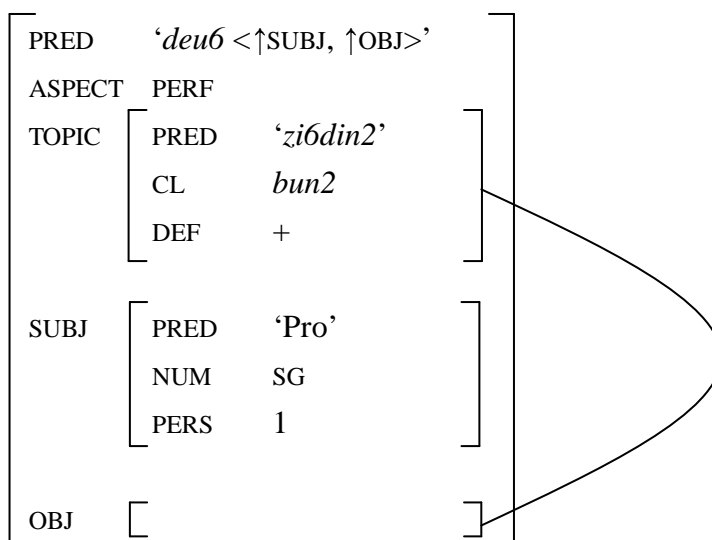 PRED ‘deu6 <↑SUBJ, ↑OBJ>’
ASPECT PERF
TOPIC PRED ‘zi6din2’
CL bun2
DEF +
SUBJ PRED ‘Pro’
NUM SG
PERS 1
OBJ